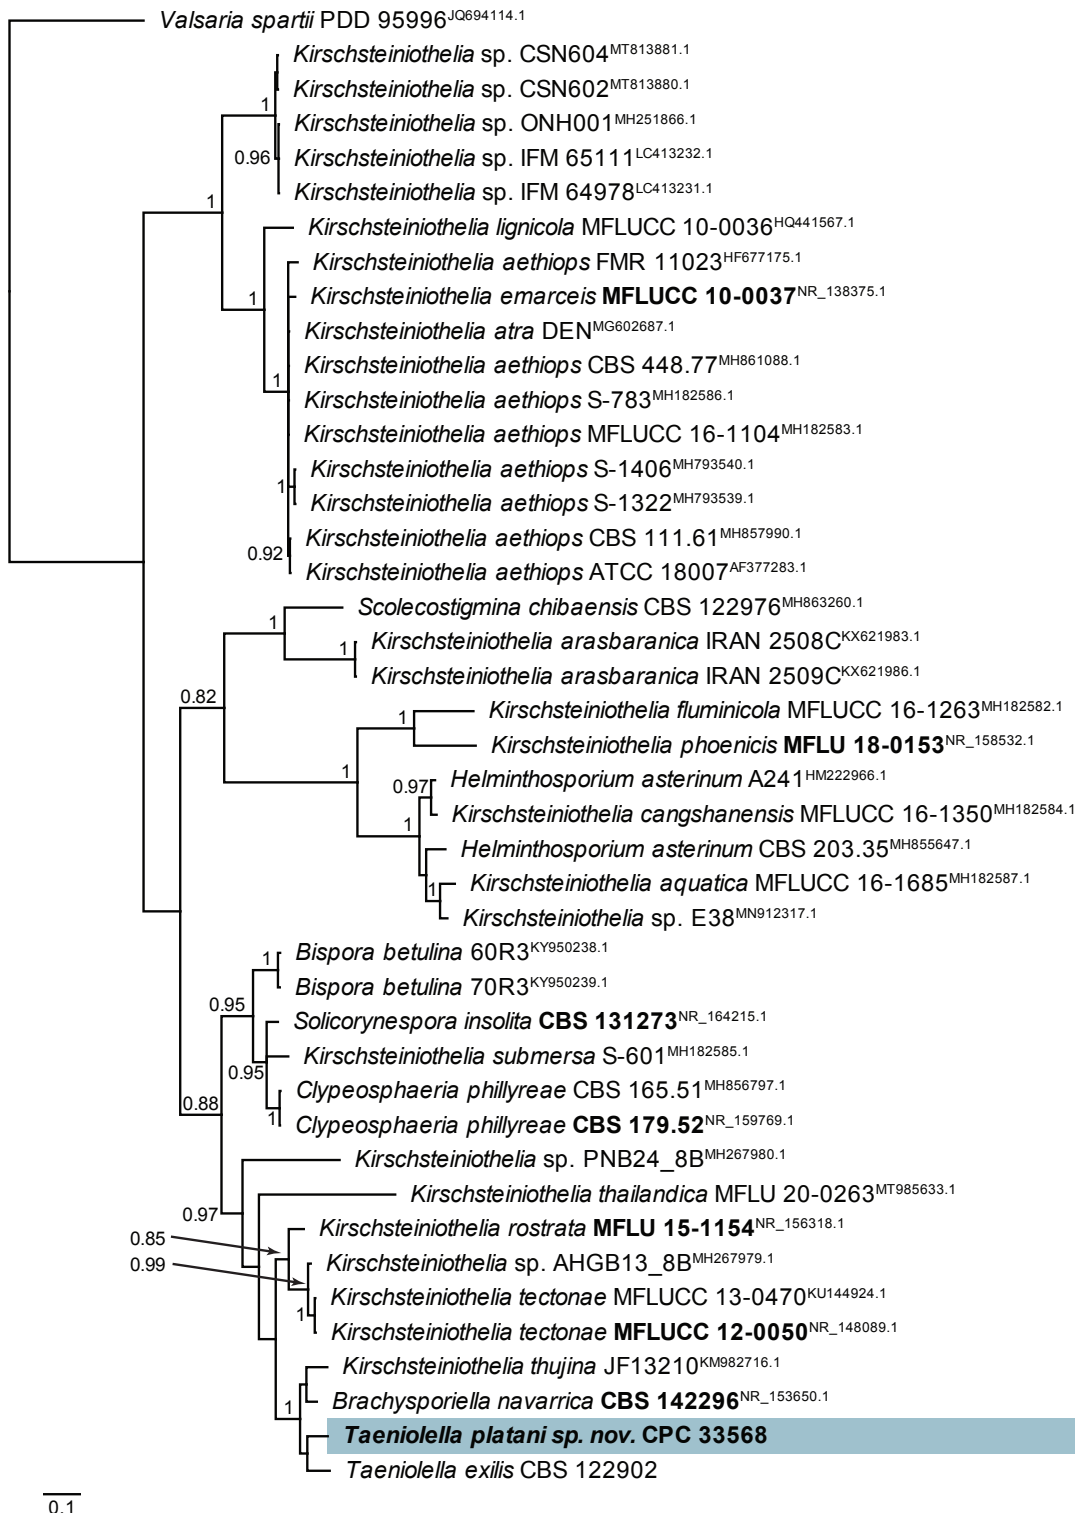 Valsaria spartii PDD 95996JQ694114.1
Kirschsteiniothelia sp. CSN604MT813881.1
Kirschsteiniothelia sp. CSN602MT813880.1
1
Kirschsteiniothelia sp. ONH001MH251866.1
0.96
Kirschsteiniothelia sp. IFM 65111LC413232.1
Kirschsteiniothelia sp. IFM 64978LC413231.1
1
Kirschsteiniothelia lignicola MFLUCC 10-0036HQ441567.1
Kirschsteiniothelia aethiops FMR 11023HF677175.1
1
Kirschsteiniothelia emarceis MFLUCC 10-0037NR_138375.1
Kirschsteiniothelia atra DENMG602687.1
Kirschsteiniothelia aethiops CBS 448.77MH861088.1
1
Kirschsteiniothelia aethiops S-783MH182586.1
Kirschsteiniothelia aethiops MFLUCC 16-1104MH182583.1
Kirschsteiniothelia aethiops S-1406MH793540.1
1
Kirschsteiniothelia aethiops S-1322MH793539.1
Kirschsteiniothelia aethiops CBS 111.61MH857990.1
0.92
Kirschsteiniothelia aethiops ATCC 18007AF377283.1
Scolecostigmina chibaensis CBS 122976MH863260.1
1
Kirschsteiniothelia arasbaranica IRAN 2508CKX621983.1
1
Kirschsteiniothelia arasbaranica IRAN 2509CKX621986.1
0.82
Kirschsteiniothelia fluminicola MFLUCC 16-1263MH182582.1
1
Kirschsteiniothelia phoenicis MFLU 18-0153NR_158532.1
1
Helminthosporium asterinum A241HM222966.1
0.97
Kirschsteiniothelia cangshanensis MFLUCC 16-1350MH182584.1
1
Helminthosporium asterinum CBS 203.35MH855647.1
Kirschsteiniothelia aquatica MFLUCC 16-1685MH182587.1
1
Kirschsteiniothelia sp. E38MN912317.1
Bispora betulina 60R3KY950238.1
1
Bispora betulina 70R3KY950239.1
0.95
Solicorynespora insolita CBS 131273NR_164215.1
Kirschsteiniothelia submersa S-601MH182585.1
0.95
Clypeosphaeria phillyreae CBS 165.51MH856797.1
0.88
1
Clypeosphaeria phillyreae CBS 179.52NR_159769.1
Kirschsteiniothelia sp. PNB24_8BMH267980.1
Kirschsteiniothelia thailandica MFLU 20-0263MT985633.1
0.97
Kirschsteiniothelia rostrata MFLU 15-1154NR_156318.1
0.85
Kirschsteiniothelia sp. AHGB13_8BMH267979.1
0.99
Kirschsteiniothelia tectonae MFLUCC 13-0470KU144924.1
1
Kirschsteiniothelia tectonae MFLUCC 12-0050NR_148089.1
Kirschsteiniothelia thujina JF13210KM982716.1
Brachysporiella navarrica CBS 142296NR_153650.1
1
Taeniolella platani sp. nov. CPC 33568
Taeniolella exilis CBS 122902
0.1